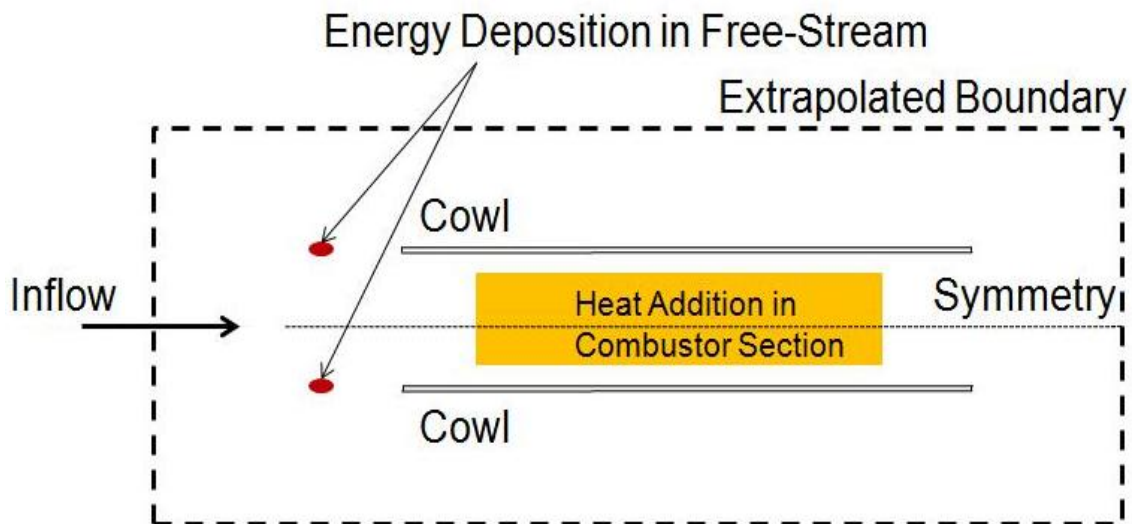 Energy Deposition in Free-Stream
Extrapolated Boundary
Cowl
Inflow
Heat Addition in
Combustor Section
Symmetry
Cowl